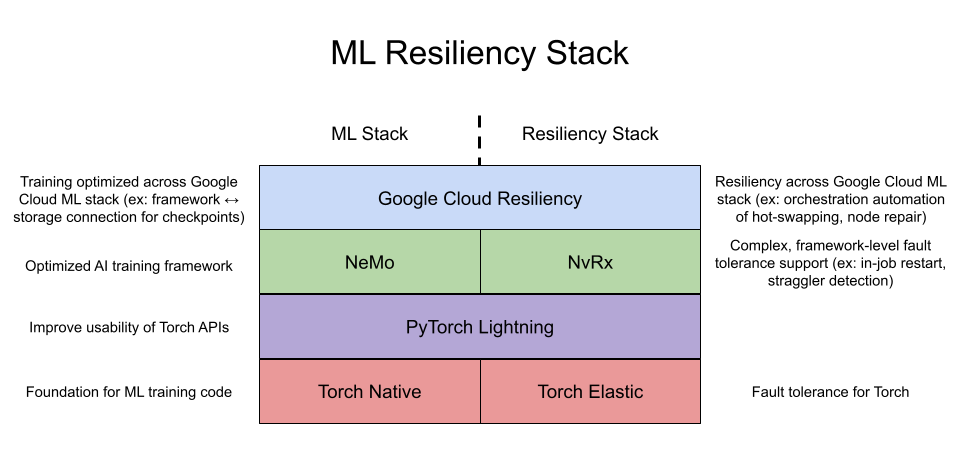 ML Resiliency Stack
ML Stack
Resiliency Stack
Training optimized across Google
Cloud ML stack (ex: framework ↔
storage connection for checkpoints)
Google Cloud Resiliency
Resiliency across Google Cloud ML
stack (ex: orchestration automation
of hot-swapping, node repair)
Optimized AI training framework
NeMo
NvRx
Complex, framework-level fault
tolerance support (ex: in-job restart,
straggler detection)
Improve usability of Torch APIs
PyTorch Lightning
Foundation for ML training code
Torch Native
Torch Elastic
Fault tolerance for Torch